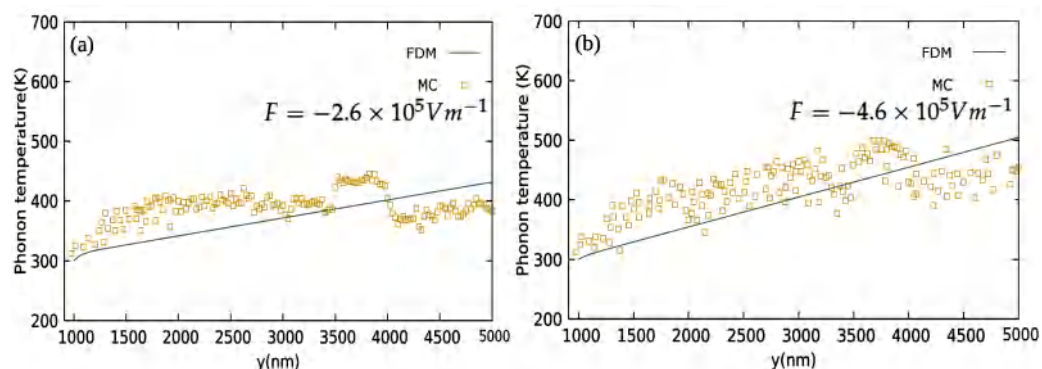 700
(a)
FDM
600
MC
F = −2.6 × 10⁵Vm⁻¹
500
400
300
200
1000 1500 2000 2500 3000 3500 4000 4500 5000
y(nm)
Phonon temperature(K)
700
(b)
FDM
600
MC
F = −4.6 × 10⁵Vm⁻¹
500
400
300
200
1000 1500 2000 2500 3000 3500 4000 4500 5000
y(nm)
Phonon temperature (K)